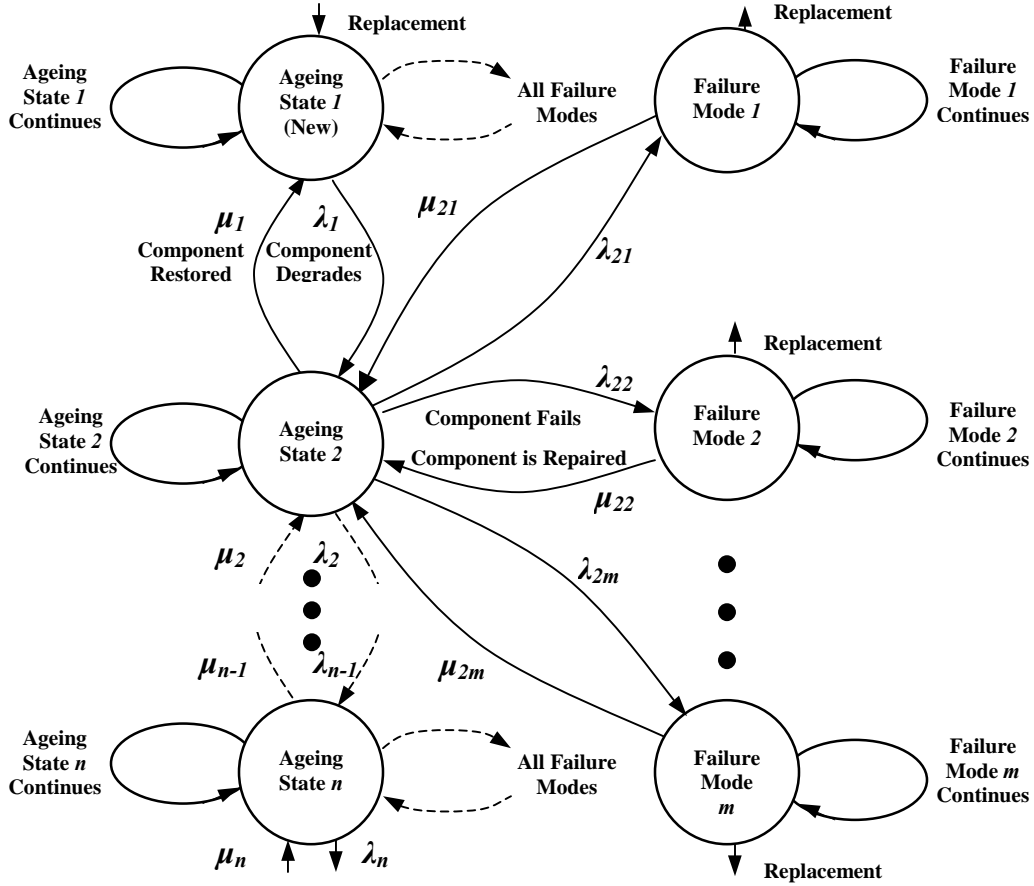 Replacement
Replacement
Ageing
State 1
Continues
Ageing
State 1
(New)
All Failure
Modes
Failure
Mode 1
Failure
Mode 1
Continues
μ1
λ1
μ21
Component
Restored
Component
Degrades
λ21
Replacement
Ageing
State 2
Continues
Ageing
State 2
λ22
Component Fails
Component is Repaired
μ22
Failure
Mode 2
Failure
Mode 2
Continues
μ2
λ2
λ2m
μn-1
λn-1
μ2m
Ageing
State n
Continues
Ageing
State n
All Failure
Modes
Failure
Mode
m
Failure
Mode m
Continues
μn
λn
Replacement